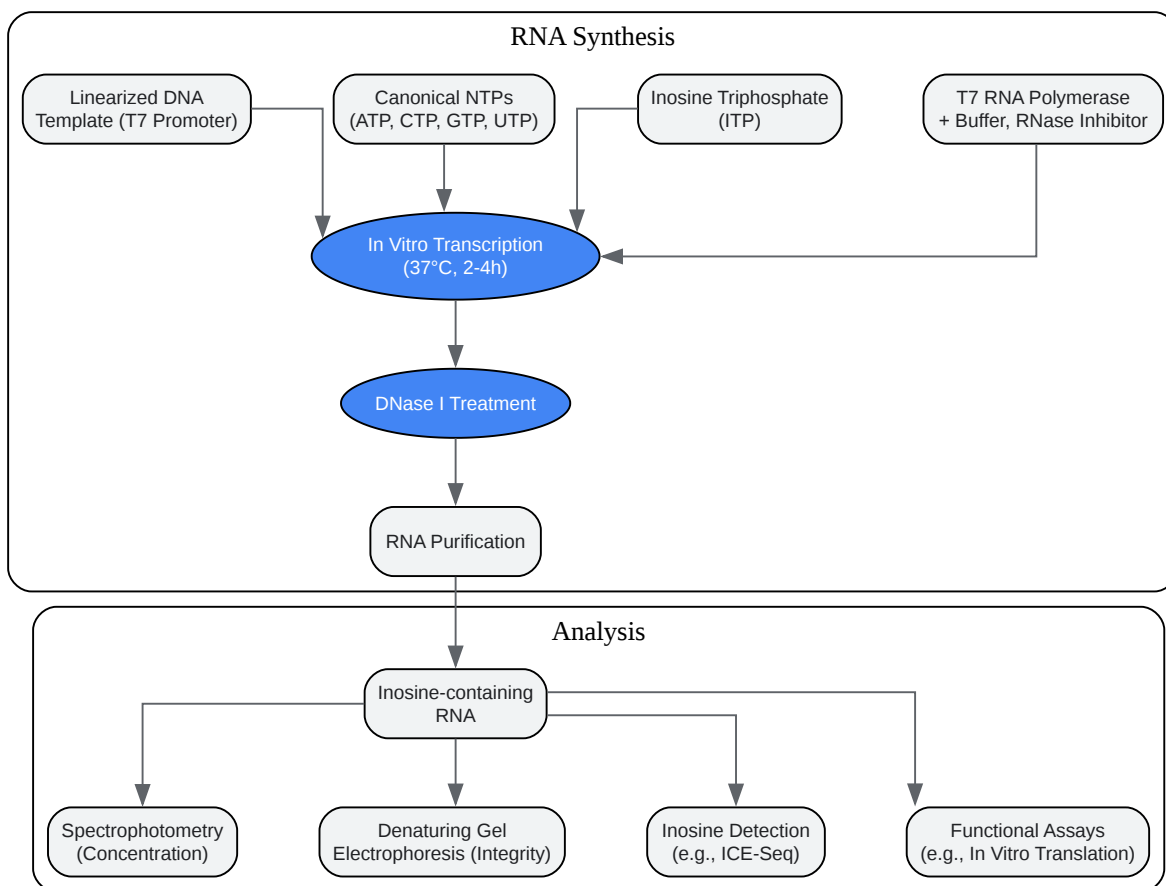 RNA Synthesis
Linearized DNA
Template (T7 Promoter)
Canonical NTPs
(ATP, CTP, GTP, UTP)
Inosine Triphosphate
(ITP)
T7 RNA Polymerase
+ Buffer, RNase Inhibitor
In Vitro Transcription
(37°C, 2-4h)
DNase I Treatment
RNA Purification
Analysis
Inosine-containing
RNA
Spectrophotometry
(Concentration)
Denaturing Gel
Electrophoresis (Integrity)
Inosine Detection
(e.g., ICE-Seq)
Functional Assays
(e.g., In Vitro Translation)